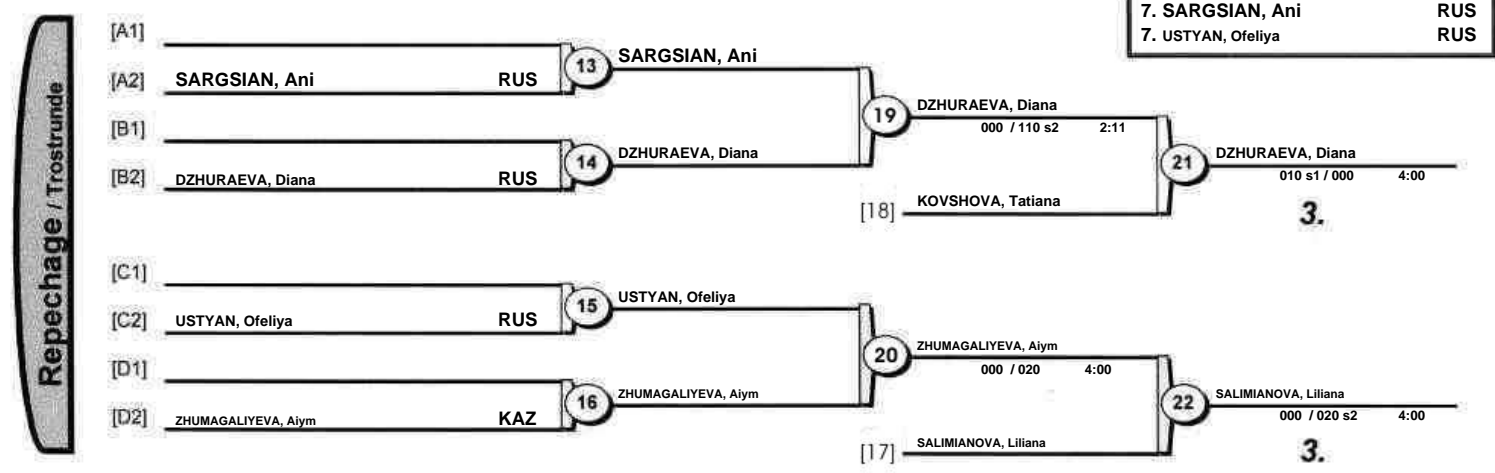 7. SARGSIAN, Ani RUS
7. USTYAN, Ofeliya RUS
Repechage / Trostrunde
[A1]
[A2] SARGSIAN, Ani RUS
13
SARGSIAN, Ani
[B1]
[B2] DZHURAEVA, Diana RUS
14
DZHURAEVA, Diana
19
DZHURAEVA, Diana
000 / 110 s2 2:11
[18] KOVSHOVA, Tatiana
21
DZHURAEVA, Diana
010 s1 / 000 4:00
3.
[C1]
[C2] USTYAN, Ofeliya RUS
15
USTYAN, Ofeliya
[D1]
[D2] ZHUMAGALIYEVA, Aiym KAZ
16
ZHUMAGALIYEVA, Aiym
20
ZHUMAGALIYEVA, Aiym
000 / 020 4:00
[17] SALIMIANOVA, Liliana
22
SALIMIANOVA, Liliana
000 / 020 s2 4:00
3.